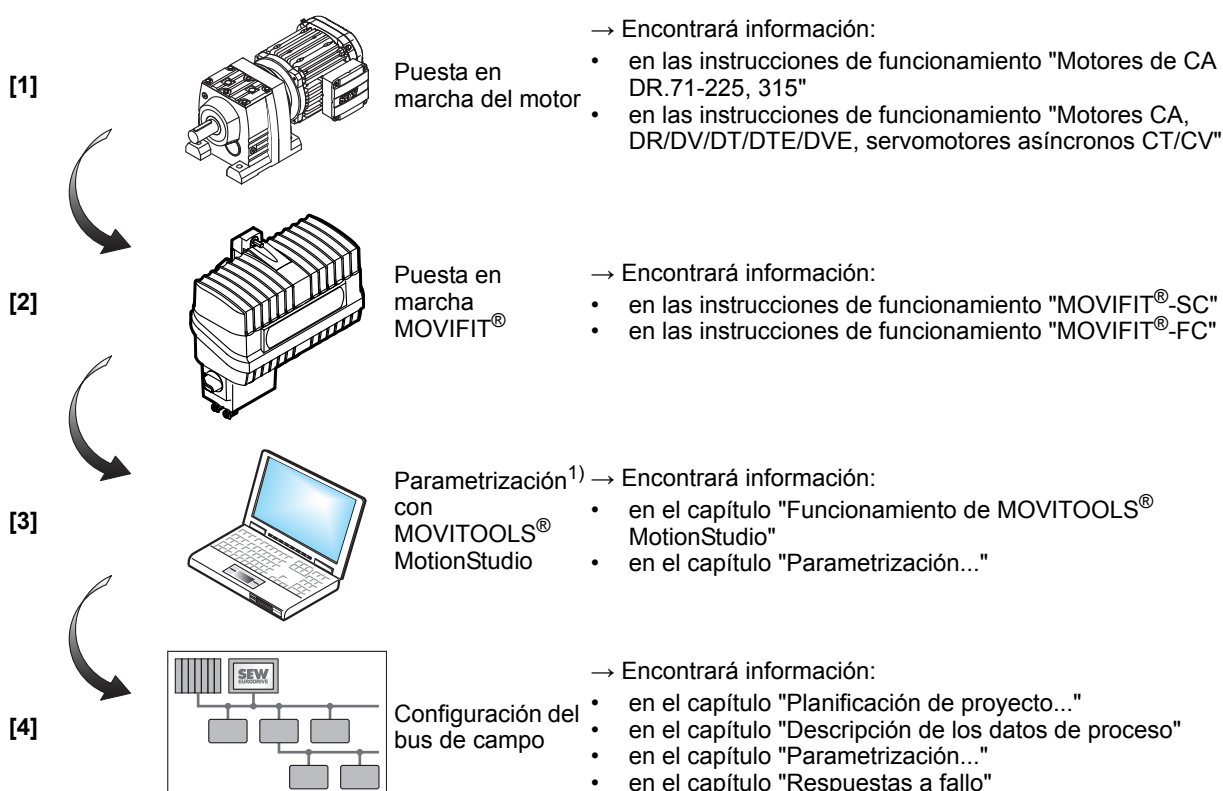 [1]
Puesta en
marcha del motor
→ Encontrará información:
• en las instrucciones de funcionamiento "Motores de CA
DR.71-225, 315"
• en las instrucciones de funcionamiento "Motores CA,
DR/DV/DT/DTE/DVE, servomotores asíncronos CT/CV"
[2]
Puesta en
marcha
MOVIFIT®
→ Encontrará información:
• en las instrucciones de funcionamiento "MOVIFIT®-SC"
• en las instrucciones de funcionamiento "MOVIFIT®-FC"
[3]
Parametrización1)
con
MOVITOOLS®
MotionStudio
→ Encontrará información:
• en el capítulo "Funcionamiento de MOVITOOLS®
MotionStudio"
• en el capítulo "Parametrización..."
[4]
SEW
EURODRIVE
Configuración del
bus de campo
→ Encontrará información:
• en el capítulo "Planificación de proyecto..."
• en el capítulo "Descripción de los datos de proceso"
• en el capítulo "Parametrización..."
• en el capítulo "Respuestas a fallo"